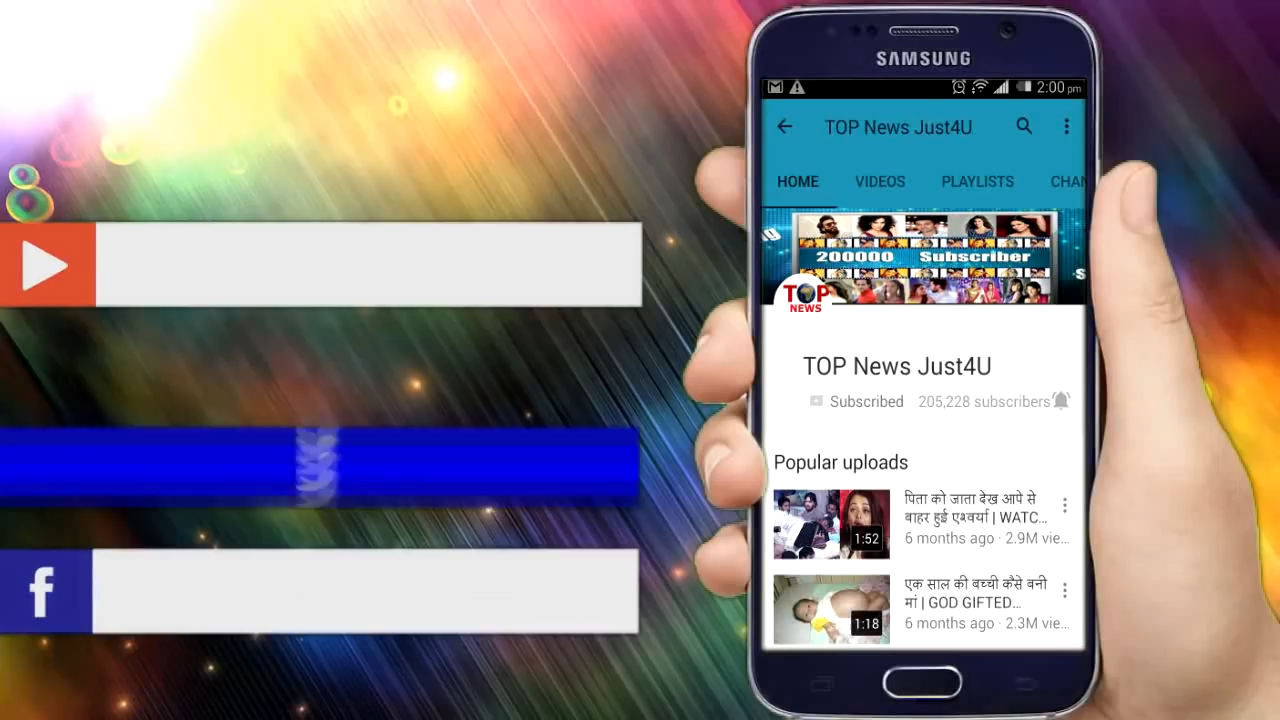 SAMSUNG
2:00 pm
TOP News Just4U
HOME VIDEOS PLAYLISTS CHAN
200000 Subscriber
TOP
NEWS
TOP News Just4U
Subscribed 205,228 subscribers
Popular uploads
पिता को जाता देख आपे से
बाहर हुई एश्वर्या | WATC...
6 months ago · 2.9M vie...
1:52
एक साल की बच्ची कैसे बनी
मां | GOD GIFTED...
6 months ago · 2.3M vie...
1:18
f